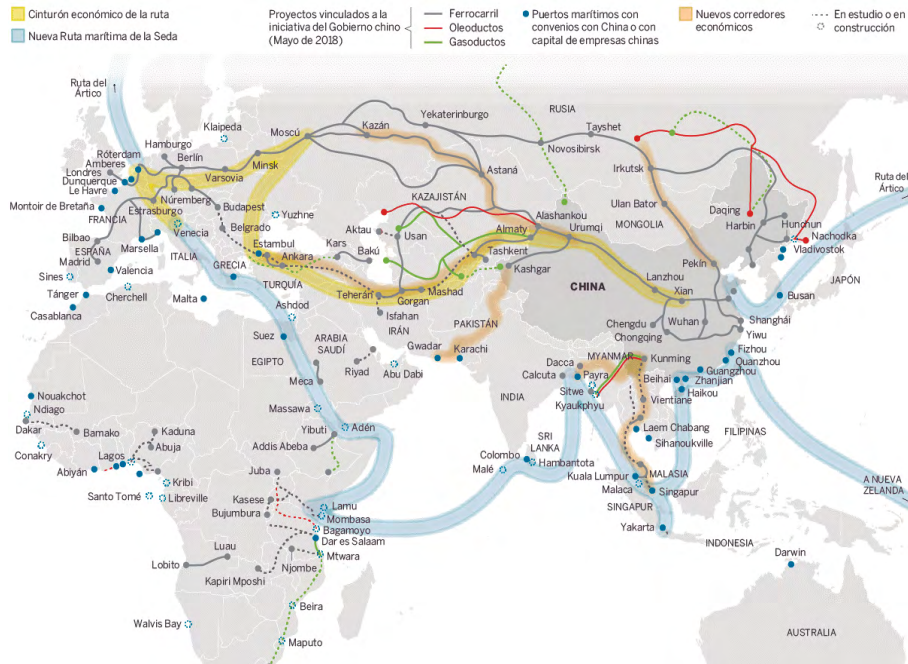 Cinturón económico de la ruta
Nueva Ruta marítima de la Seda
Proyectos vinculados a la
iniciativa del Gobierno chino
(Mayo de 2018)
Ferrocarril
Oleoductos
Gasoductos
Puertos marítimos con
convenios con China o con
capital de empresas chinas
Nuevos corredores
económicos
En estudio o en
construcción
Ruta del
Ártico
Klaipeda
Moscú
Kazán
Yekaterinburgo
RUSIA
Tayshet
Novosibirsk
Hamburgo
Róterdam
Amberes
Berlín
Minsk
Londres
Dunquerque
Le Havre
Varsovia
Astaná
Irkutsk
Montoir de Bretaña
FRANCIA
Núremberg
Estrasburgo
Budapest
Yuzhne
KAZAJISTÁN
Alashankou
Ulan Bator
MONGOLIA
Daqing
Harbin
Hunchun
Ruta del
Ártico
Venecia
Belgrado
Aktau
Usan
Almaty
Urumqi
Nachodka
Vladivostok
Bilbao
ESPAÑA
Madrid
Marsella
ITALIA
Estambul
Ankara
Kars
Bakú
Tashkent
Kashgar
Pekín
JAPÓN
Sines
Valencia
GRECIA
TURQUÍA
Teherán
Gorgan
Mashad
CHINA
Lanzhou
Xian
Busan
Tánger
Cherchell
Malta
Ashdod
Isfahan
IRÁN
PAKISTÁN
Casablanca
Suez
ARABIA
SAUDÍ
Gwadar
Karachi
Chengdu
Chongqing
Wuhan
Shanghái
Yiwu
EGIPTO
Riyad
Abu Dabi
Dacca
MYANMAR
Kunming
Fizhou
Quanzhou
Meca
Calcuta
Payra
Guangzhou
Beihai
Zhanjian
Nouakchot
Massawa
INDIA
Sitwe
Kyaukphyu
Vientiane
Haikou
Ndiago
Dakar
Bamako
Kaduna
Abuja
Yibuti
Adén
Laem Chabang
FILIPINAS
Conakry
Lagos
Addis Abeba
SRI
LANKA
Colombo
Sihanoukville
Abiyán
Kribi
Juba
Malé
Hambantota
Kuala Lumpur
MALASIA
Santo Tomé
Libreville
Kasese
Lamu
Malaca
Singapur
A NUEVA
ZELANDA
Bujumbura
Mombasa
Bagamoyo
SINGAPUR
Dar es Salaam
Yakarta
INDONESIA
Luau
Mtwara
Lobito
Njombe
Darwin
Kapiri Mposhi
Beira
Walvis Bay
Maputo
AUSTRALIA